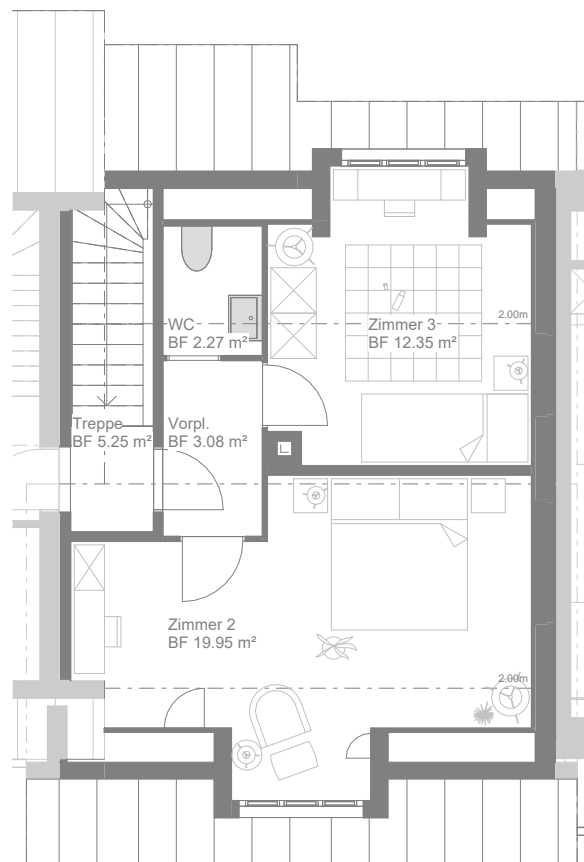 WC
BF 2.27 m²
Zimmer 3
BF 12.35 m²
2.00m
Treppe
BF 5.25 m²
Vorpl.
BF 3.08 m²
Zimmer 2
BF 19.95 m²
2.00m